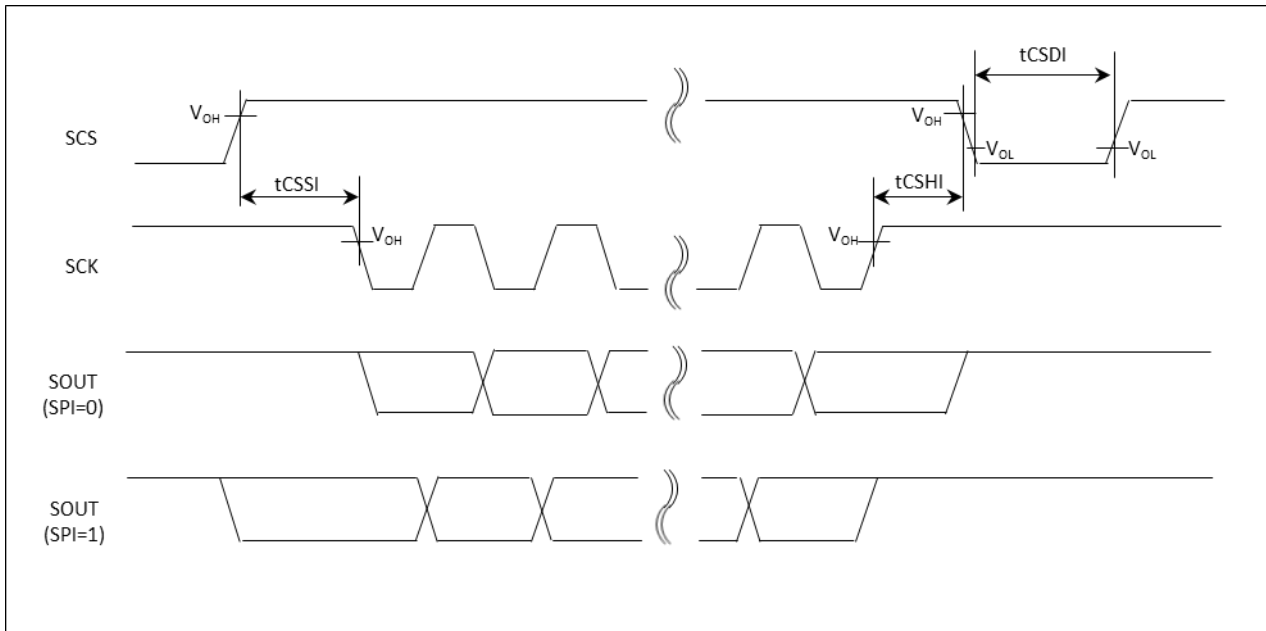 tCSDI
V_OH
V_OH
SCS
V_OL
V_OL
tCSSI
tCSHI
V_OH
V_OH
SCK
SOUT
(SPI=0)
SOUT
(SPI=1)